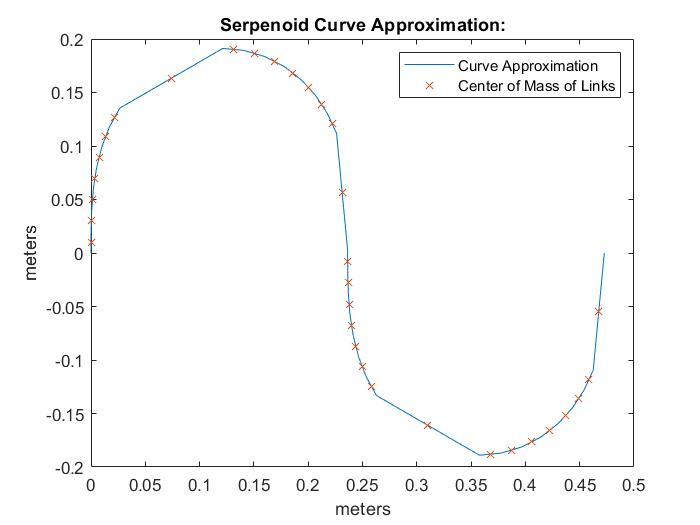 Serpenoid Curve Approximation:
Curve Approximation
Center of Mass of Links
0.2
0.15
0.1
0.05
0
-0.05
-0.1
-0.15
-0.2
meters
0 0.05 0.1 0.15 0.2 0.25 0.3 0.35 0.4 0.45 0.5
meters